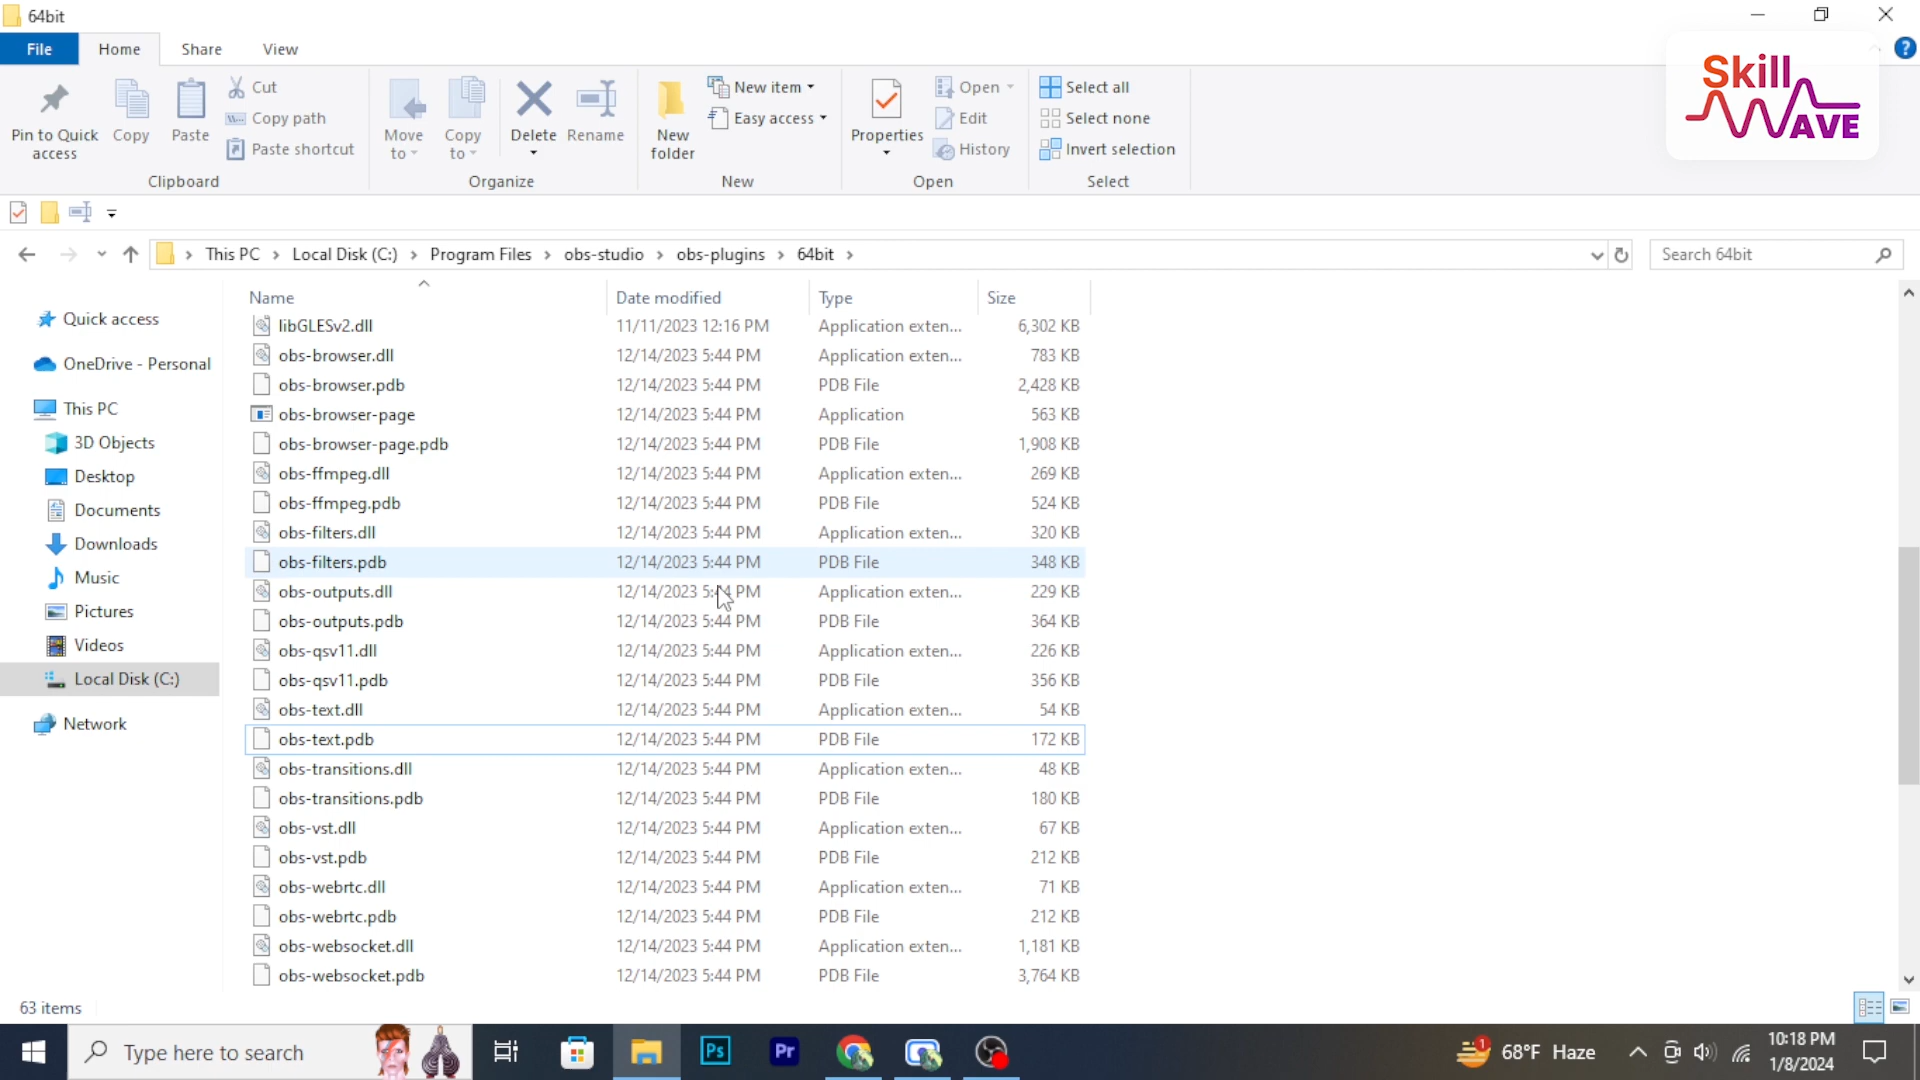 64bit
File Home Share View
Skill
WAVE
Pin to Quick access
Copy
Paste
Cut
Copy path
Paste shortcut
Clipboard
Move to
Copy to
Delete
Rename
Organize
New folder
New item
Easy access
New
Properties
Open
Edit
History
Open
Select all
Select none
Invert selection
Select
This PC > Local Disk (C:) > Program Files > obs-studio > obs-plugins > 64bit >
Search 64bit
Quick access
OneDrive - Personal
This PC
3D Objects
Desktop
Documents
Downloads
Music
Pictures
Videos
Local Disk (C:)
Network
Name Date modified Type Size
libGLESv2.dll 11/11/2023 12:16 PM Application exten... 6,302 KB
obs-browser.dll 12/14/2023 5:44 PM Application exten... 783 KB
obs-browser.pdb 12/14/2023 5:44 PM PDB File 2,428 KB
obs-browser-page 12/14/2023 5:44 PM Application 563 KB
obs-browser-page.pdb 12/14/2023 5:44 PM PDB File 1,908 KB
obs-ffmpeg.dll 12/14/2023 5:44 PM Application exten... 269 KB
obs-ffmpeg.pdb 12/14/2023 5:44 PM PDB File 524 KB
obs-filters.dll 12/14/2023 5:44 PM Application exten... 320 KB
obs-filters.pdb 12/14/2023 5:44 PM PDB File 348 KB
obs-outputs.dll 12/14/2023 5:44 PM Application exten... 229 KB
obs-outputs.pdb 12/14/2023 5:44 PM PDB File 364 KB
obs-qsv11.dll 12/14/2023 5:44 PM Application exten... 226 KB
obs-qsv11.pdb 12/14/2023 5:44 PM PDB File 356 KB
obs-text.dll 12/14/2023 5:44 PM Application exten... 54 KB
obs-text.pdb 12/14/2023 5:44 PM PDB File 172 KB
obs-transitions.dll 12/14/2023 5:44 PM Application exten... 48 KB
obs-transitions.pdb 12/14/2023 5:44 PM PDB File 180 KB
obs-vst.dll 12/14/2023 5:44 PM Application exten... 67 KB
obs-vst.pdb 12/14/2023 5:44 PM PDB File 212 KB
obs-webrtc.dll 12/14/2023 5:44 PM Application exten... 71 KB
obs-webrtc.pdb 12/14/2023 5:44 PM PDB File 212 KB
obs-websocket.dll 12/14/2023 5:44 PM Application exten... 1,181 KB
obs-websocket.pdb 12/14/2023 5:44 PM PDB File 3,764 KB
63 items
Type here to search
Ps
Pr
1
68°F Haze
10:18 PM
1/8/2024